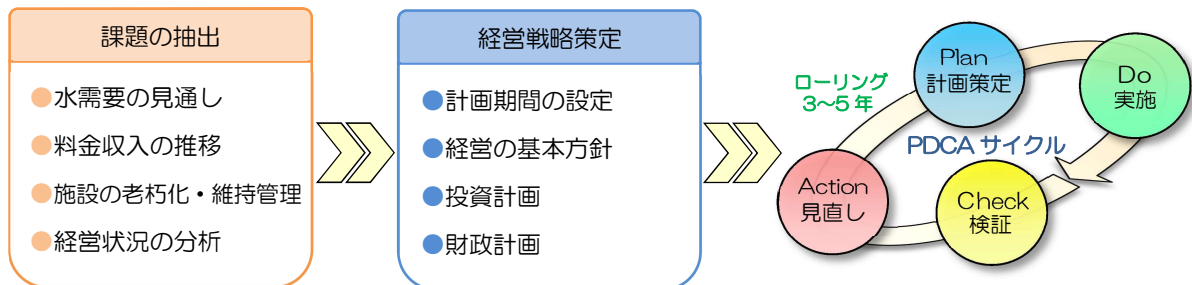 課題の抽出
●水需要の見通し
●料金収入の推移
●施設の老朽化・維持管理
●経営状況の分析
経営戦略策定
●計画期間の設定
●経営の基本方針
●投資計画
●財政計画
ローリング
3～5年
Plan
計画策定
Do
実施
PDCAサイクル
Check
検証
Action
見直し